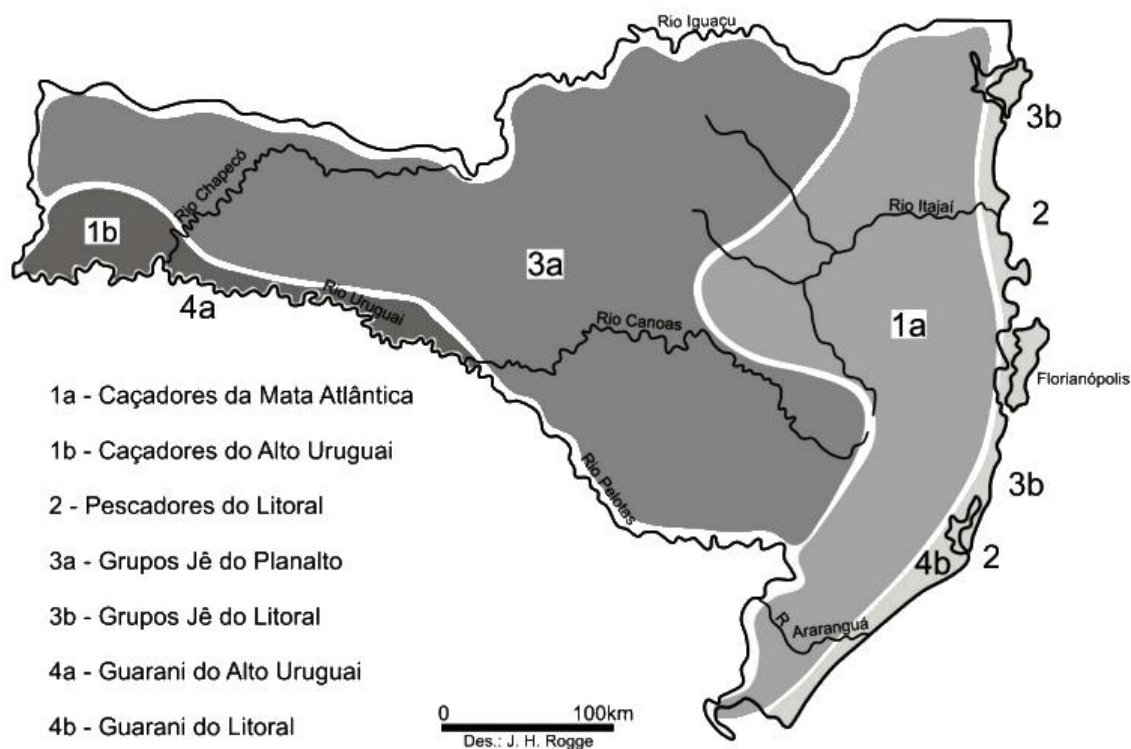 Rio Iguaçu
3b
Rio Chapecó
2
Rio Itajaí
1b
3a
4a
Rio Uruguai
Rio Canoas
1a
Florianópolis
1a - Caçadores da Mata Atlântica
1b - Caçadores do Alto Uruguai
Rio Pelotas
3b
2 - Pescadores do Litoral
4b
2
3a - Grupos Jê do Planalto
3b - Grupos Jê do Litoral
R. Araranguá
4a - Guarani do Alto Uruguai
4b - Guarani do Litoral
0 100km
Des.: J. H. Rogge